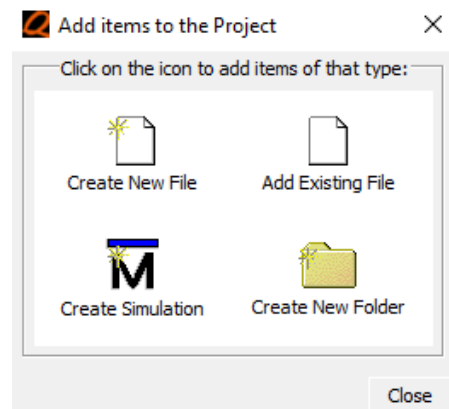 Add items to the Project
Click on the icon to add items of that type:
Create New File
Add Existing File
M
Create Simulation
Create New Folder
Close